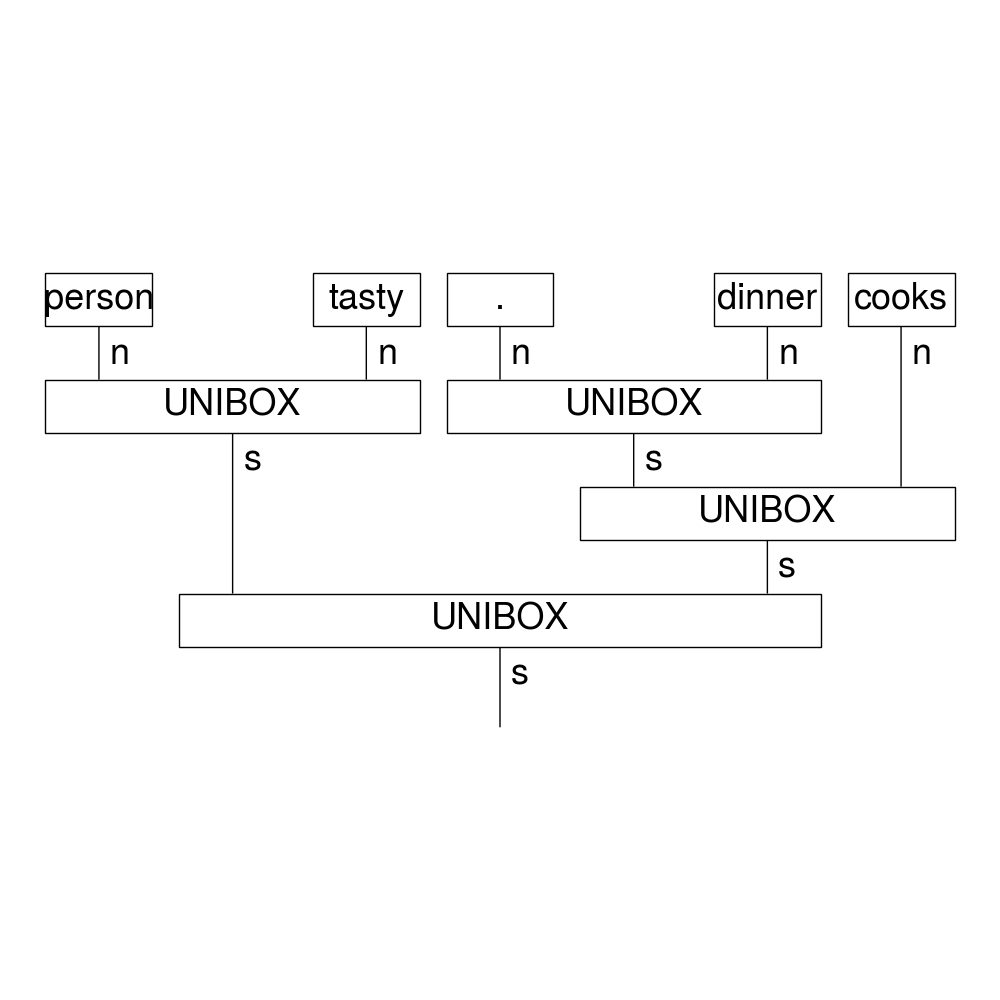 person tasty . dinner cooks
n n n n n
UNIBOX UNIBOX
s s
UNIBOX
s
UNIBOX
s